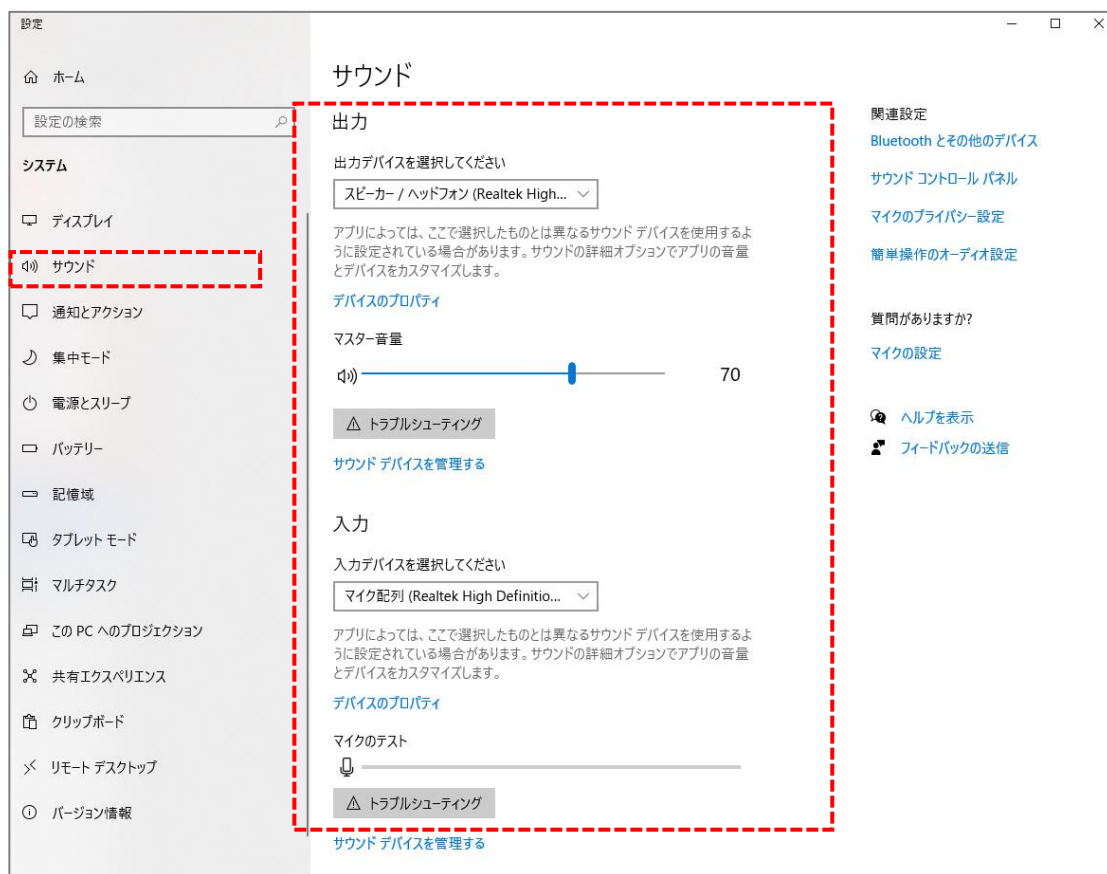 設定
ホーム
設定の検索
システム
ディスプレイ
サウンド
通知とアクション
集中モード
電源とスリープ
バッテリー
記憶域
タブレット モード
マルチタスク
この PC へのプロジェクション
共有エクスペリエンス
クリップボード
リモート デスクトップ
バージョン情報
サウンド
出力
出力デバイスを選択してください
スピーカー / ヘッドフォン (Realtek High...
アプリによっては、ここで選択したものとは異なるサウンド デバイスを使用するよ
うに設定されている場合があります。サウンドの詳細オプションでアプリの音量
とデバイスをカスタマイズします。
デバイスのプロパティ
マスター音量
70
トラブルシューティング
サウンド デバイスを管理する
入力
入力デバイスを選択してください
マイク配列 (Realtek High Definitio...
アプリによっては、ここで選択したものとは異なるサウンド デバイスを使用するよ
うに設定されている場合があります。サウンドの詳細オプションでアプリの音量
とデバイスをカスタマイズします。
デバイスのプロパティ
マイクのテスト
トラブルシューティング
サウンド デバイスを管理する
関連設定
Bluetooth とその他のデバイス
サウンド コントロール パネル
マイクのプライバシー設定
簡単操作のオーディオ設定
質問がありますか?
マイクの設定
ヘルプを表示
フィードバックの送信